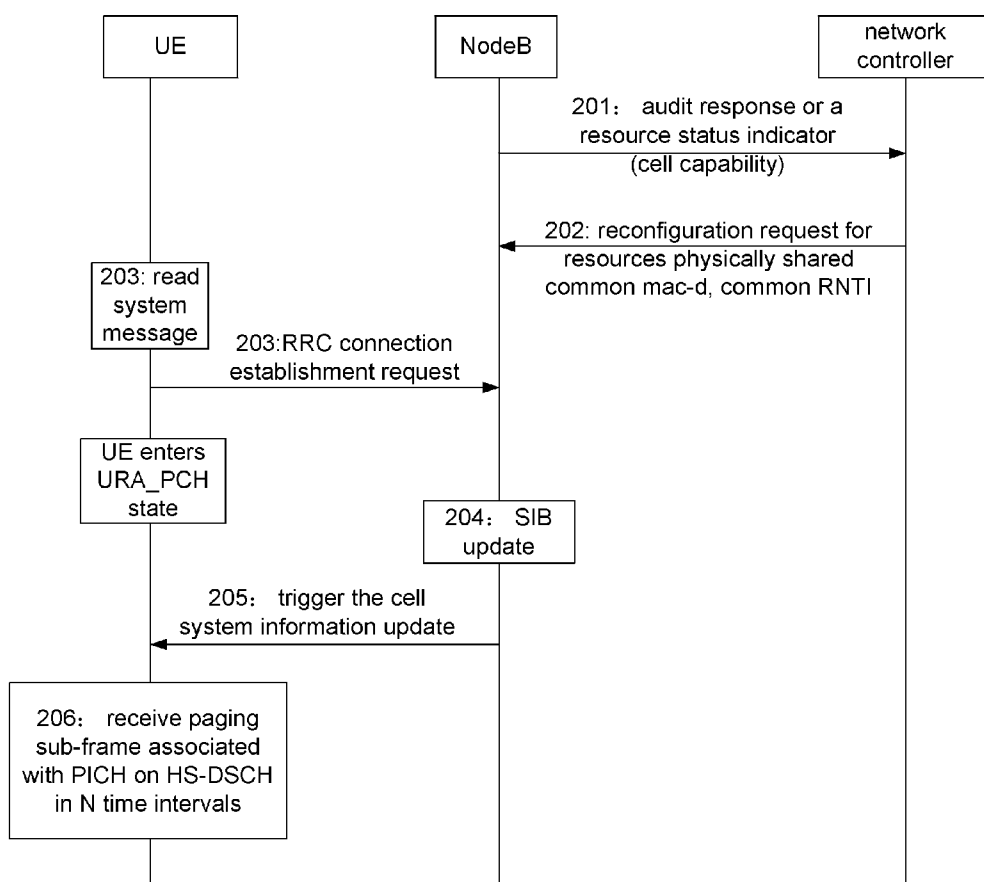 UE
NodeB
network
controller
201： audit response or a
resource status indicator
(cell capability)
202: reconfiguration request for
resources physically shared
common mac-d, common RNTI
203: read
system
message
203:RRC connection
establishment request
UE enters
URA_PCH
state
204： SIB
update
205： trigger the cell
system information update
206： receive paging
sub-frame associated
with PICH on HS-DSCH
in N time intervals